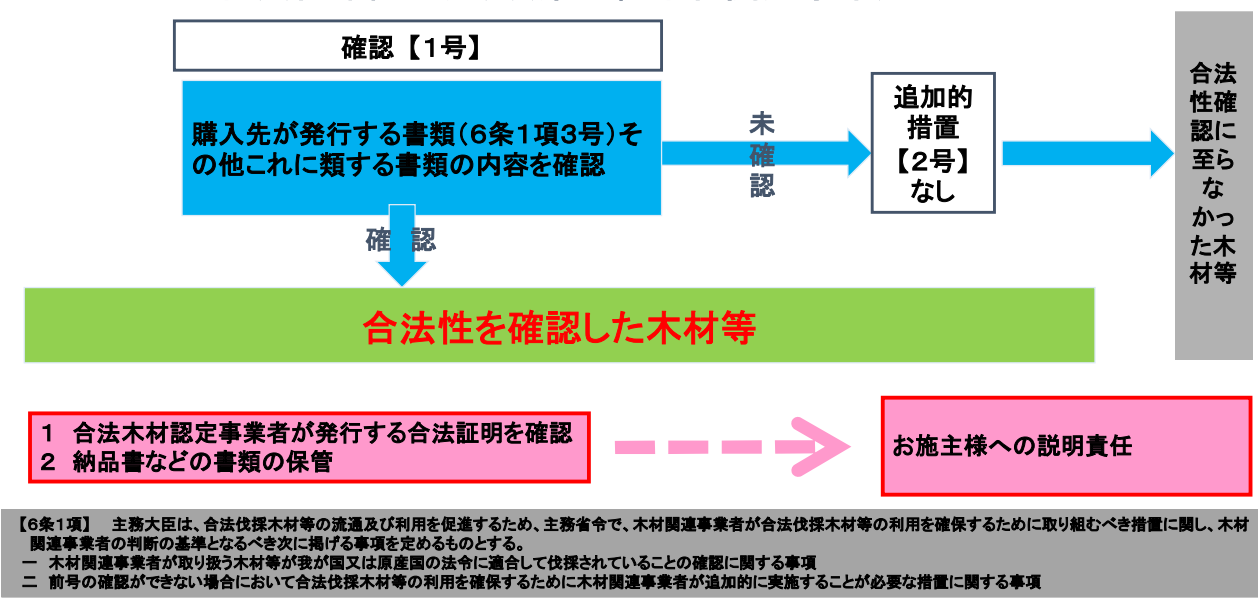 確認【１号】
購入先が発行する書類（６条１項３号）そ
の他これに類する書類の内容を確認
未
確
認
追加的
措置
【２号】
なし
合法
性確
認に
至ら
な
かっ
た木
材等
確 認
合法性を確認した木材等
１　合法木材認定事業者が発行する合法証明を確認
２　納品書などの書類の保管
お施主様への説明責任
【６条１項】　主務大臣は、合法伐採木材等の流通及び利用を促進するため、主務省令で、木材関連事業者が合法伐採木材等の利用を確保するために取り組むべき措置に関し、木材
関連事業者の判断の基準となるべき次に掲げる事項を定めるものとする。
一　木材関連事業者が取り扱う木材等が我が国又は原産国の法令に適合して伐採されていることの確認に関する事項
二　前号の確認ができない場合において合法伐採木材等の利用を確保するために木材関連事業者が追加的に実施することが必要な措置に関する事項